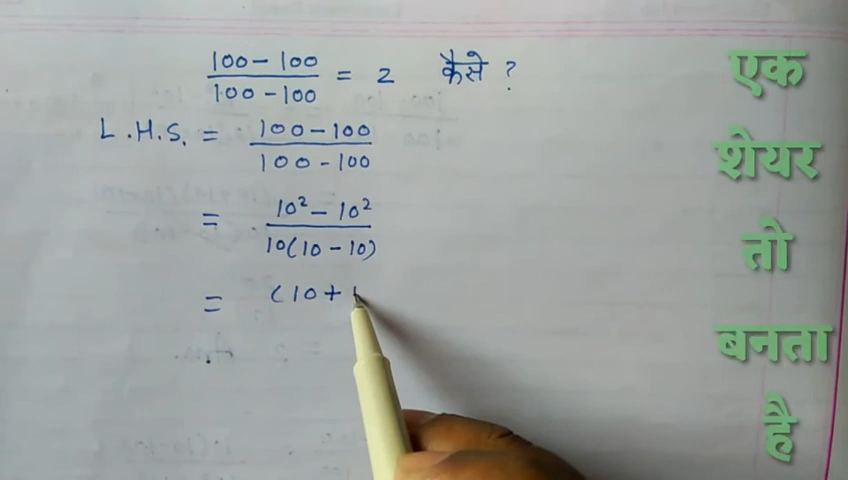 100 - 100 / 100 - 100 = 2 कैसे ?
L.H.S. = 100 - 100 / 100 - 100
= 10² - 10² / 10(10 - 10)
= (10 +
एक
शेयर
तो
बनता
है